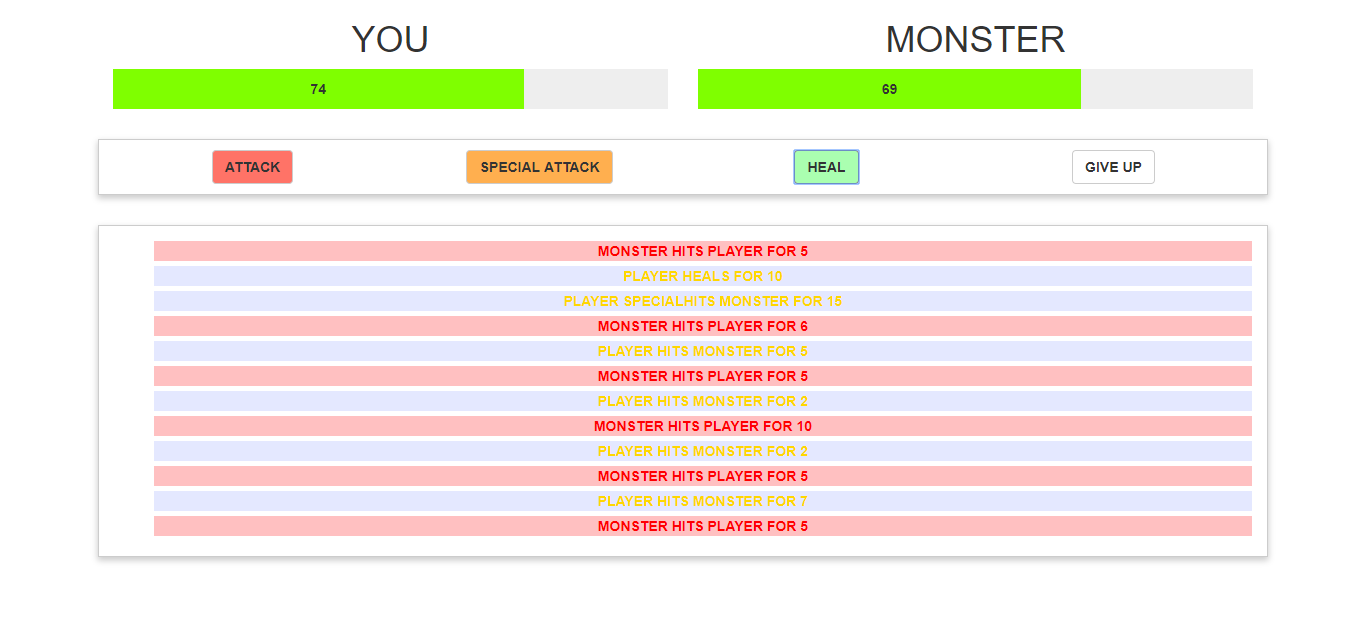 YOU MONSTER
74 69
ATTACK SPECIAL ATTACK HEAL GIVE UP
MONSTER HITS PLAYER FOR 5
PLAYER HEALS FOR 10
PLAYER SPECIALHITS MONSTER FOR 15
MONSTER HITS PLAYER FOR 6
PLAYER HITS MONSTER FOR 5
MONSTER HITS PLAYER FOR 5
PLAYER HITS MONSTER FOR 2
MONSTER HITS PLAYER FOR 10
PLAYER HITS MONSTER FOR 2
MONSTER HITS PLAYER FOR 5
PLAYER HITS MONSTER FOR 7
MONSTER HITS PLAYER FOR 5